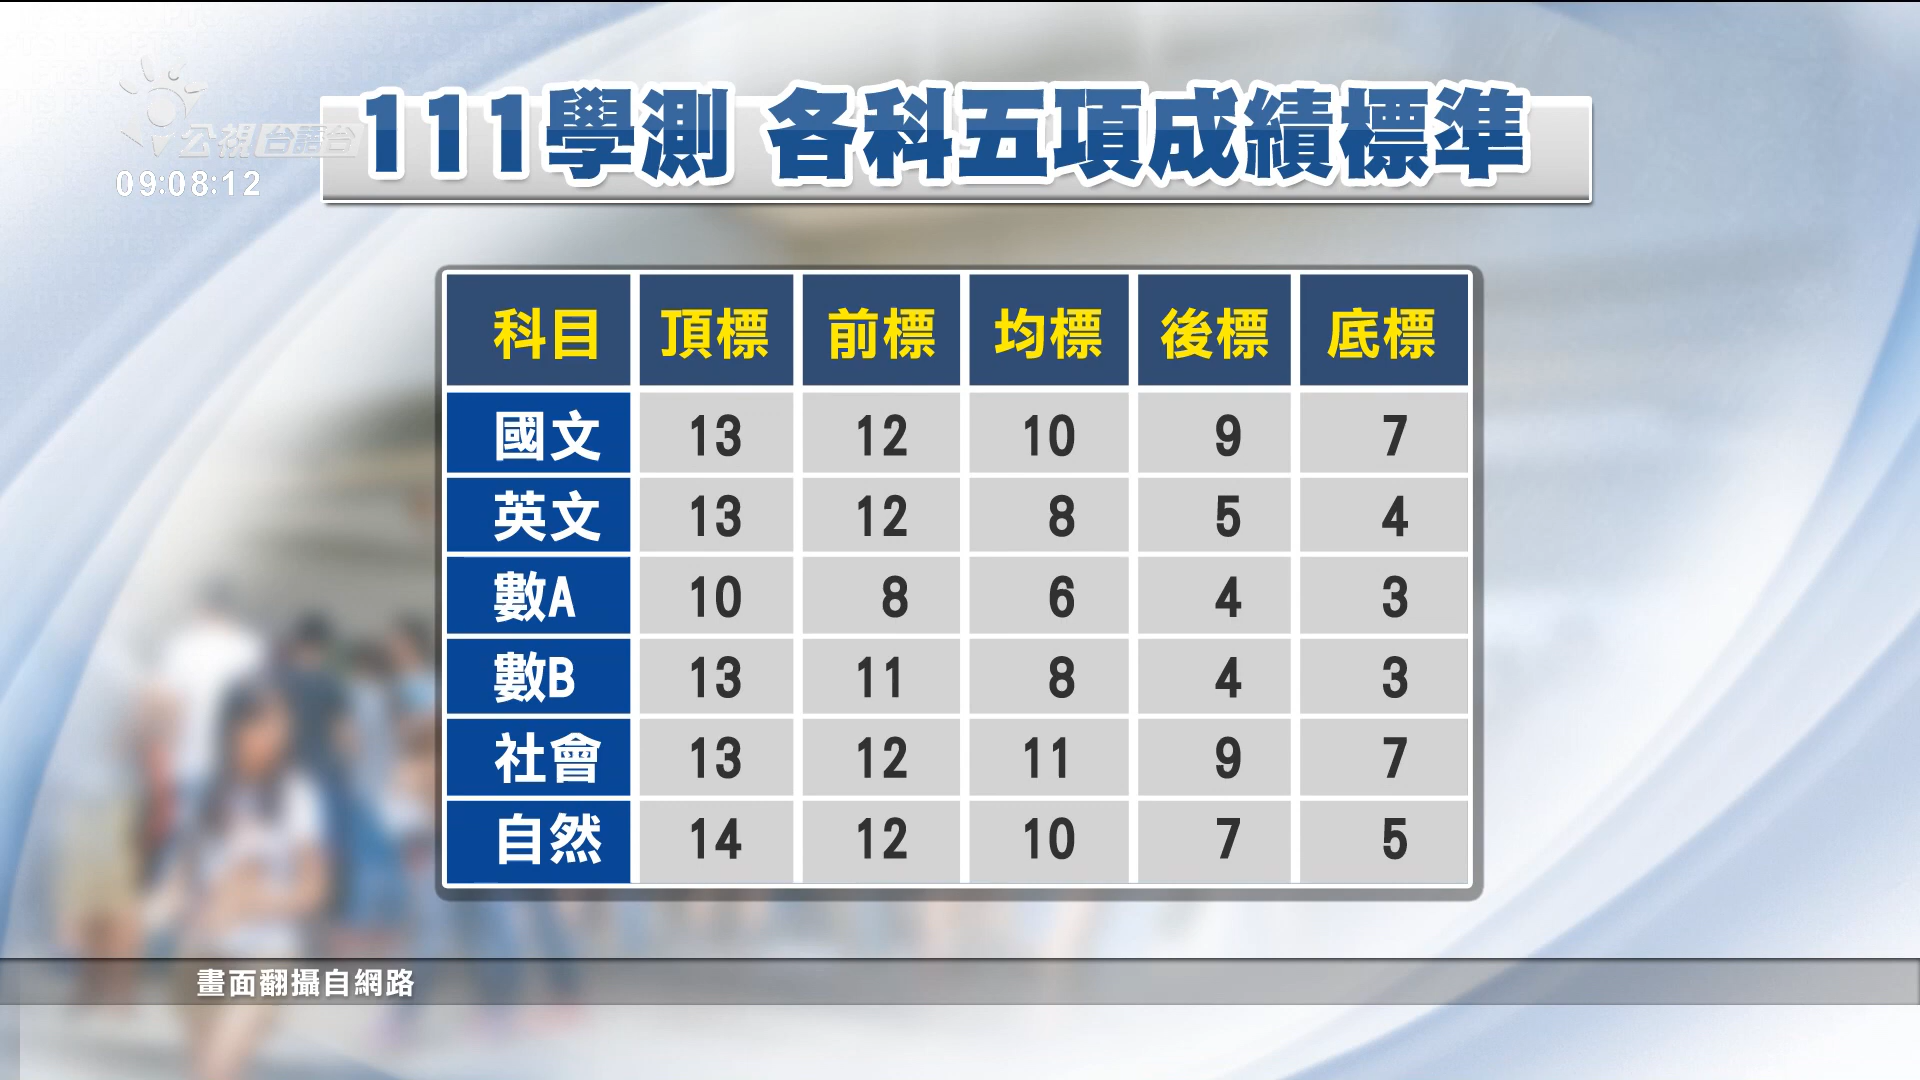 111學測 各科五項成績標準
公視台語台
09:08:12
科目 頂標 前標 均標 後標 底標
國文 13 12 10 9 7
英文 13 12 8 5 4
數A 10 8 6 4 3
數B 13 11 8 4 3
社會 13 12 11 9 7
自然 14 12 10 7 5
畫面翻攝自網路